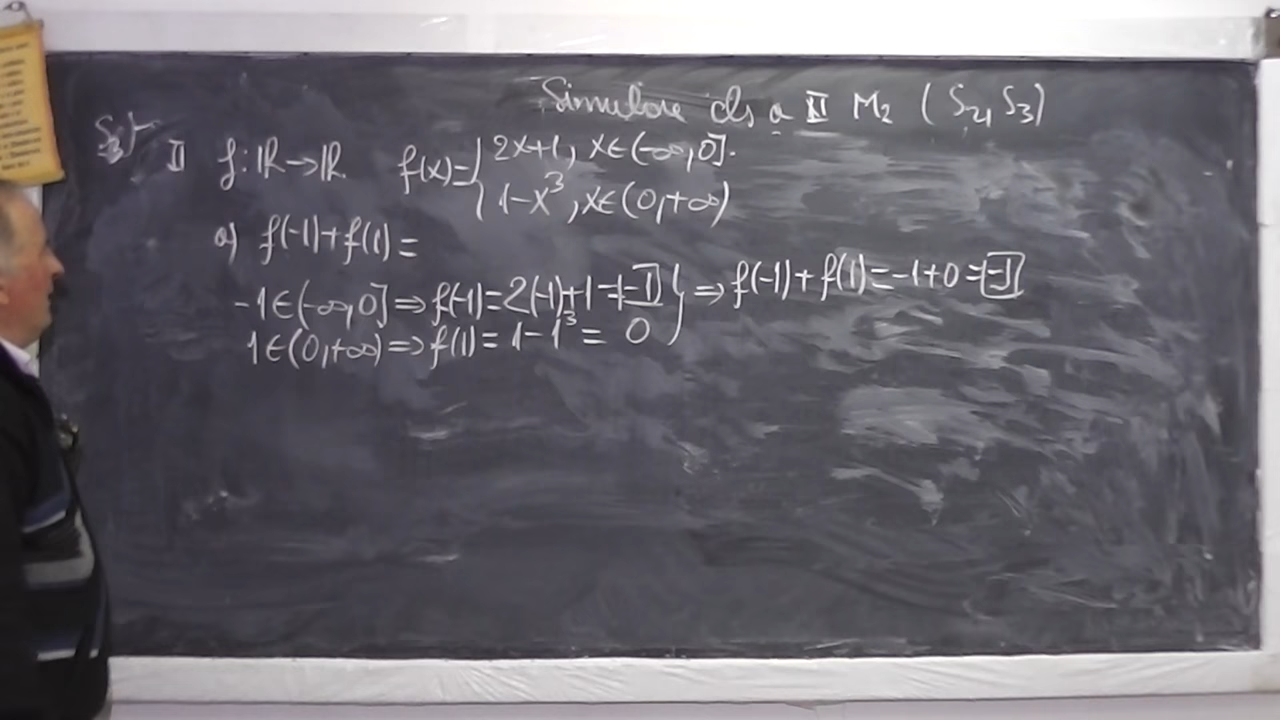 Simulare cls a XI M2 (S2, S3)
S3)
II f:ℝ→ℝ f(x)={2x+1, x∈(-∞,0].
1-x³, x∈(0,+∞)
a) f(-1)+f(1)=
-1∈(-∞,0] ⇒ f(-1)=2(-1)+1=-1 } ⇒ f(-1)+f(1)=-1+0=-1
1∈(0,+∞) ⇒ f(1)=1-1³=0